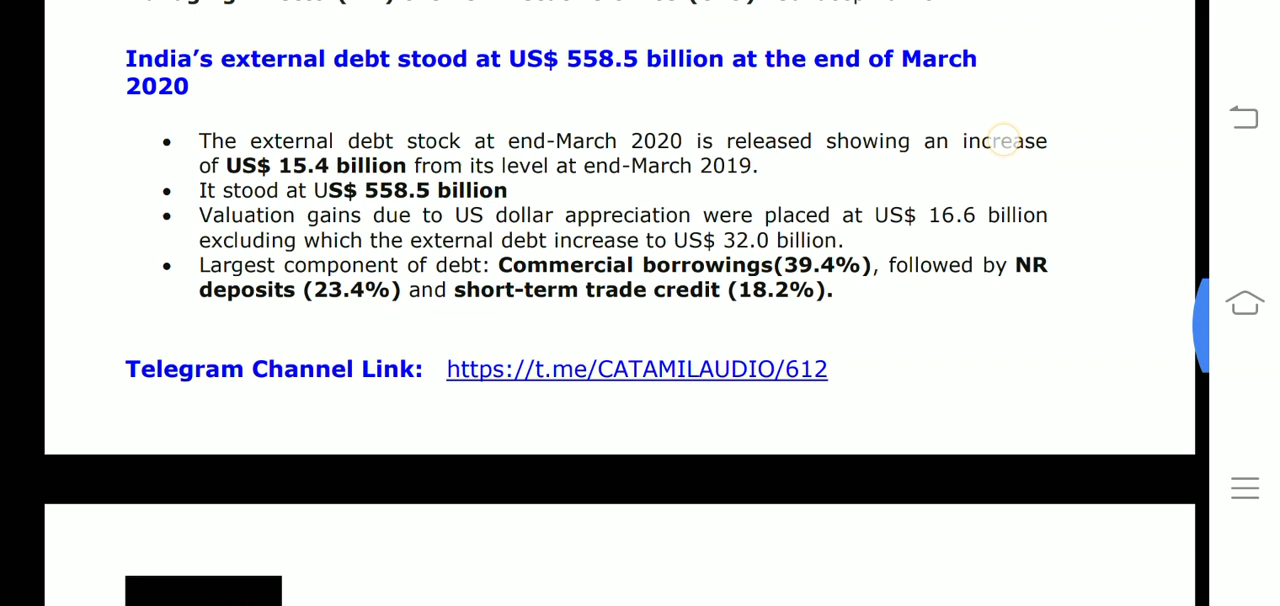 India’s external debt stood at US$ 558.5 billion at the end of March
2020
• The external debt stock at end-March 2020 is released showing an increase
of US$ 15.4 billion from its level at end-March 2019.
• It stood at US$ 558.5 billion
• Valuation gains due to US dollar appreciation were placed at US$ 16.6 billion
excluding which the external debt increase to US$ 32.0 billion.
• Largest component of debt: Commercial borrowings(39.4%), followed by NR
deposits (23.4%) and short-term trade credit (18.2%).
Telegram Channel Link: https://t.me/CATAMILAUDIO/612